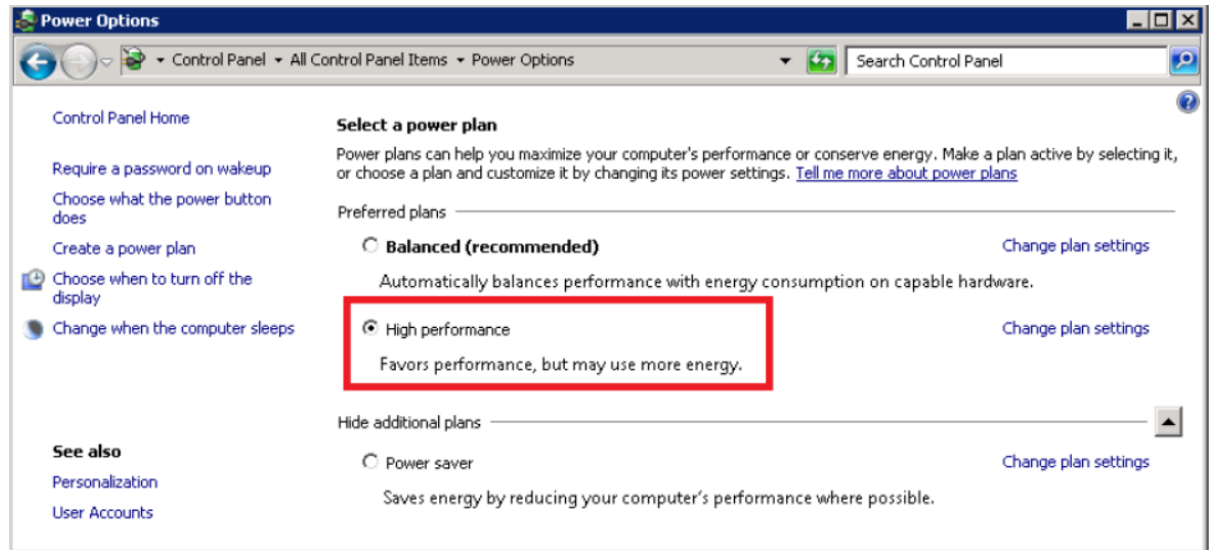 Power Options
Control Panel All Control Panel Items Power Options
Search Control Panel
Control Panel Home
Require a password on wakeup
Choose what the power button
does
Create a power plan
Choose when to turn off the
display
Change when the computer sleeps
See also
Personalization
User Accounts
Select a power plan
Power plans can help you maximize your computer's performance or conserve energy. Make a plan active by selecting it,
or choose a plan and customize it by changing its power settings. Tell me more about power plans
Preferred plans
Balanced (recommended) Change plan settings
Automatically balances performance with energy consumption on capable hardware.
High performance Change plan settings
Favors performance, but may use more energy.
Hide additional plans
Power saver Change plan settings
Saves energy by reducing your computer's performance where possible.